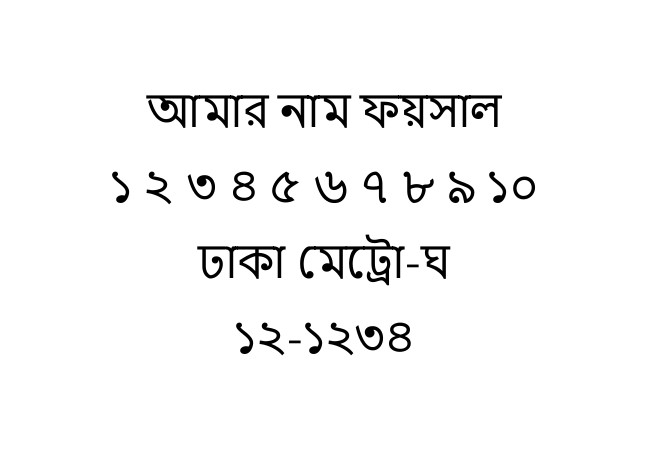 আমার নাম ফয়সাল
১ ২ ৩ ৪ ৫ ৬ ৭ ৮ ৯ ১০
ঢাকা মেট্রো-ঘ
১২-১২৩৪